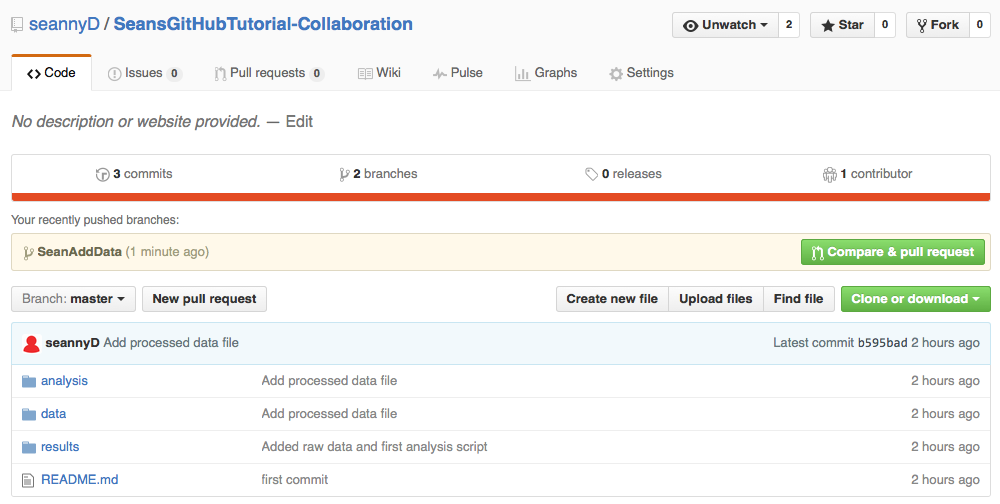 seannyD / SeansGitHubTutorial-Collaboration
Unwatch 2 Star 0 Fork 0
Code Issues 0 Pull requests 0 Wiki Pulse Graphs Settings
No description or website provided. — Edit
3 commits 2 branches 0 releases 1 contributor
Your recently pushed branches:
SeanAddData (1 minute ago) Compare & pull request
Branch: master New pull request Create new file Upload files Find file Clone or download
seannyD Add processed data file Latest commit b595bad 2 hours ago
analysis Add processed data file 2 hours ago
data Add processed data file 2 hours ago
results Added raw data and first analysis script 2 hours ago
README.md first commit 2 hours ago